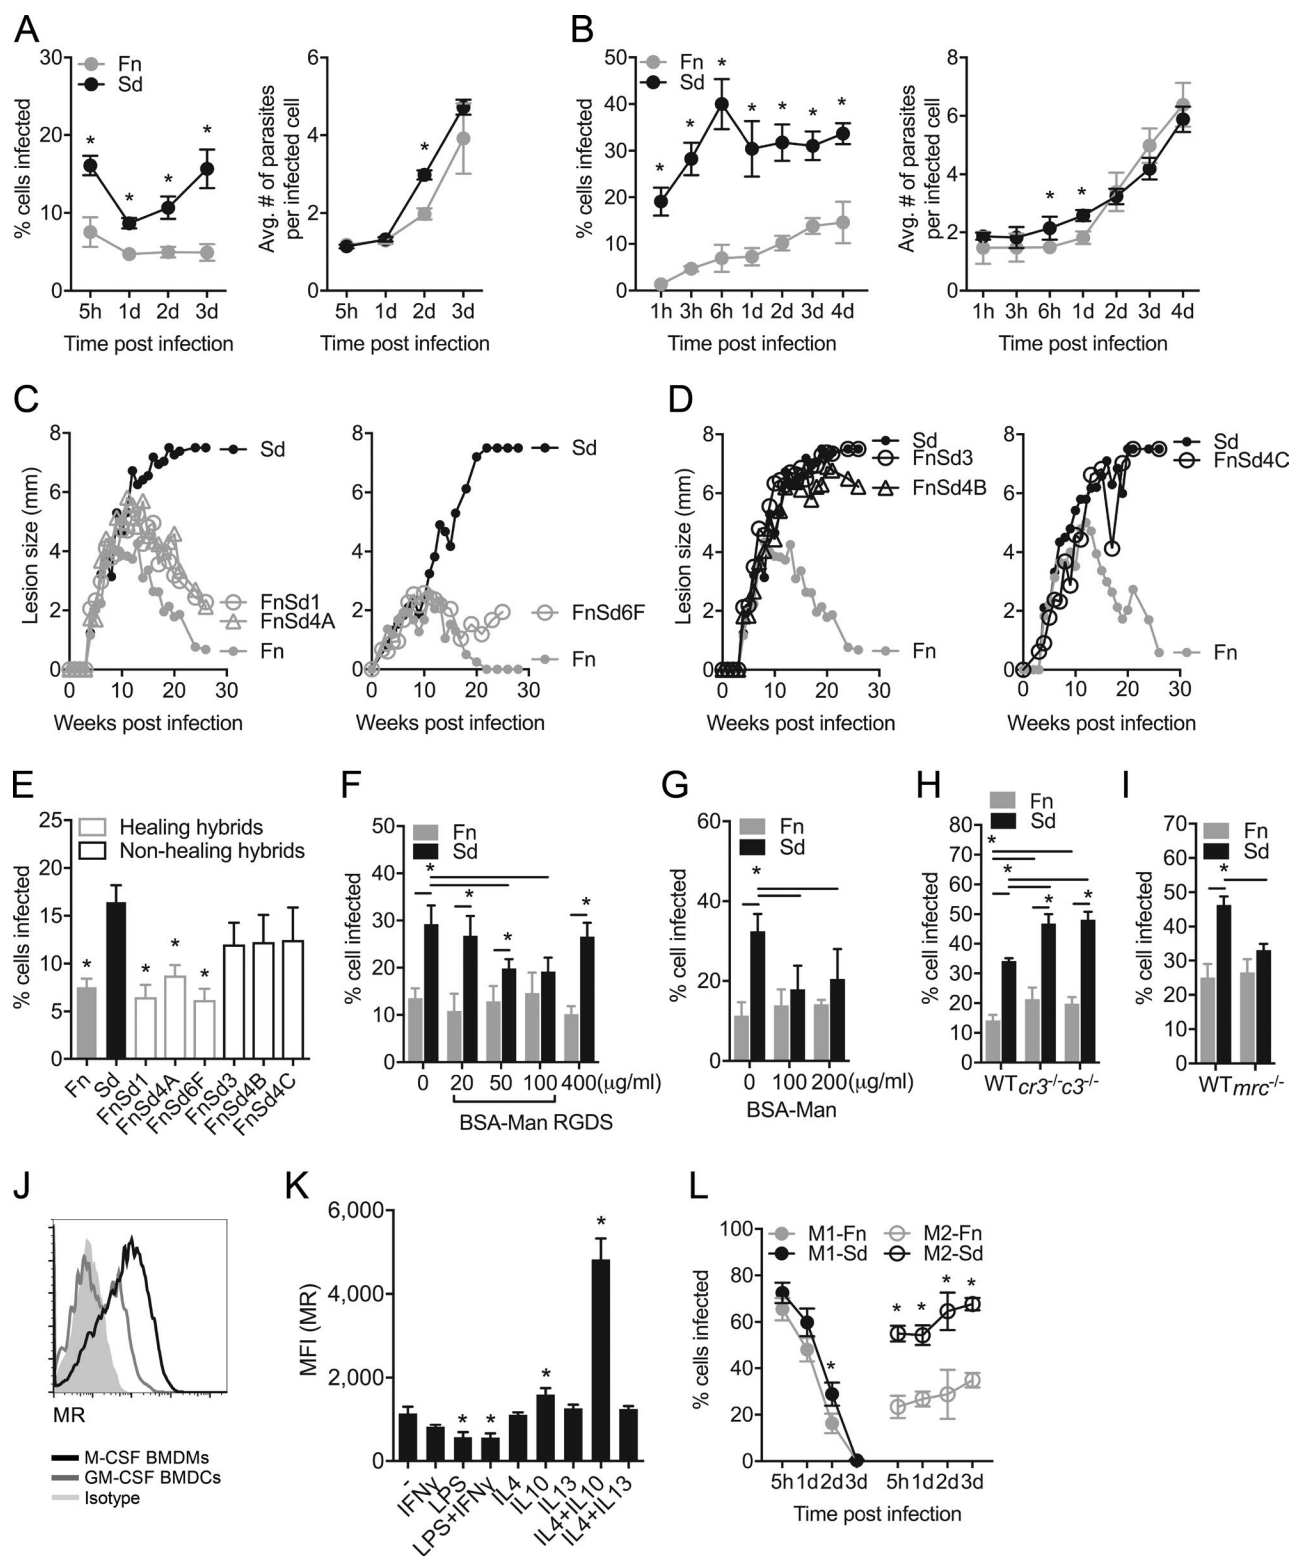 A
30
20
10
0
% cells infected
Fn
Sd
*
*
*
*
5h 1d 2d 3d
Time post infection
6
4
2
0
Avg. # of parasites
per infected cell
*
5h 1d 2d 3d
Time post infection
B
50
40
30
20
10
0
% cells infected
Fn
Sd
*
*
*
*
*
*
*
1h 3h 6h 1d 2d 3d 4d
Time post infection
8
6
4
2
0
Avg. # of parasites
per infected cell
*
*
1h 3h 6h 1d 2d 3d 4d
Time post infection
C
8
6
4
2
0
Lesion size (mm)
Sd
FnSd1
FnSd4A
Fn
0 10 20 30
Weeks post infection
8
6
4
2
0
Sd
FnSd6F
Fn
0 10 20 30
Weeks post infection
D
8
6
4
2
0
Lesion size (mm)
Sd
FnSd3
FnSd4B
Fn
0 10 20 30
Weeks post infection
8
6
4
2
0
Sd
FnSd4C
Fn
0 10 20 30
Weeks post infection
E
25
20
15
10
5
0
% cells infected
Healing hybrids
Non-healing hybrids
*
*
*
*
Fn
Sd
FnSd1
FnSd4A
FnSd6F
FnSd3
FnSd4B
FnSd4C
F
50
40
30
20
10
0
% cell infected
Fn
Sd
*
*
*
*
0 20 50 100 400 (µg/ml)
BSA-Man RGDS
G
60
40
20
0
% cell infected
Fn
Sd
*
0 100 200 (µg/ml)
BSA-Man
H
Fn
Sd
80
70
60
50
40
30
20
10
0
% cell infected
*
*
*
*
WT cr3-/- c3-/-
I
70
60
50
40
30
20
10
0
% cell infected
Fn
Sd
*
WT mrc-/-
J
MR
M-CSF BMDMs
GM-CSF BMDCs
Isotype
K
6,000
4,000
2,000
0
MFI (MR)
*
*
*
*
-
IFNγ
LPS
LPS+IFNγ
IL4
IL10
IL13
IL4+IL10
IL4+IL13
L
100
80
60
40
20
0
% cells infected
M1-Fn
M1-Sd
M2-Fn
M2-Sd
*
*
*
*
*
5h 1d 2d 3d 5h 1d 2d 3d
Time post infection